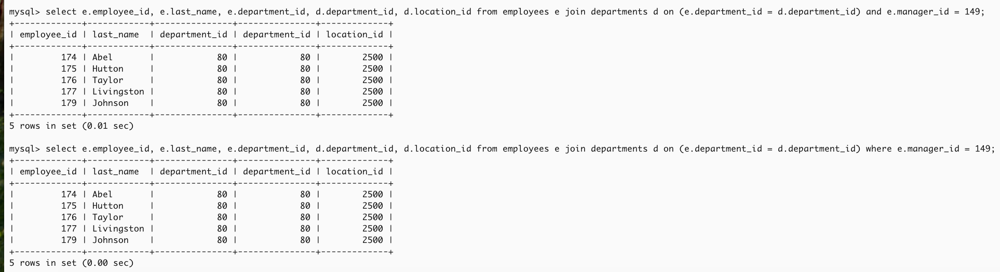 mysql> select e.employee_id, e.last_name, e.department_id, d.department_id, d.location_id from employees e join departments d on (e.department_id = d.department_id) and e.manager_id = 149;
+-------------+------------+---------------+---------------+-------------+
| employee_id | last_name  | department_id | department_id | location_id |
+-------------+------------+---------------+---------------+-------------+
|         174 | Abel       |            80 |            80 |        2500 |
|         175 | Hutton     |            80 |            80 |        2500 |
|         176 | Taylor     |            80 |            80 |        2500 |
|         177 | Livingston |            80 |            80 |        2500 |
|         179 | Johnson    |            80 |            80 |        2500 |
+-------------+------------+---------------+---------------+-------------+
5 rows in set (0.01 sec)

mysql> select e.employee_id, e.last_name, e.department_id, d.department_id, d.location_id from employees e join departments d on (e.department_id = d.department_id) where e.manager_id = 149;
+-------------+------------+---------------+---------------+-------------+
| employee_id | last_name  | department_id | department_id | location_id |
+-------------+------------+---------------+---------------+-------------+
|         174 | Abel       |            80 |            80 |        2500 |
|         175 | Hutton     |            80 |            80 |        2500 |
|         176 | Taylor     |            80 |            80 |        2500 |
|         177 | Livingston |            80 |            80 |        2500 |
|         179 | Johnson    |            80 |            80 |        2500 |
+-------------+------------+---------------+---------------+-------------+
5 rows in set (0.00 sec)